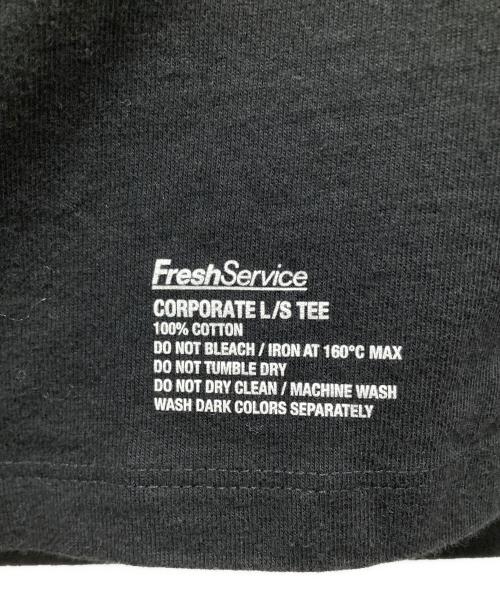 FreshService
CORPORATE L/S TEE
100% COTTON
DO NOT BLEACH / IRON AT 160°C MAX
DO NOT TUMBLE DRY
DO NOT DRY CLEAN / MACHINE WASH
WASH DARK COLORS SEPARATELY